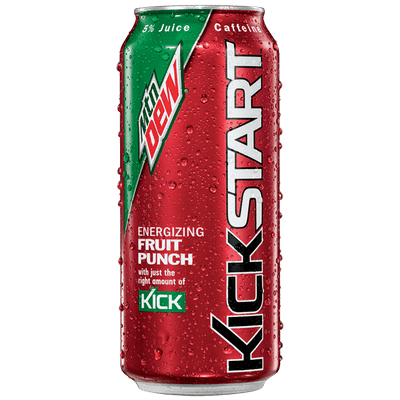 5% Juice Caffeine
Mtn
DEW
KICKSTART
ENERGIZING
FRUIT
PUNCH
with just the
right amount of
KICK